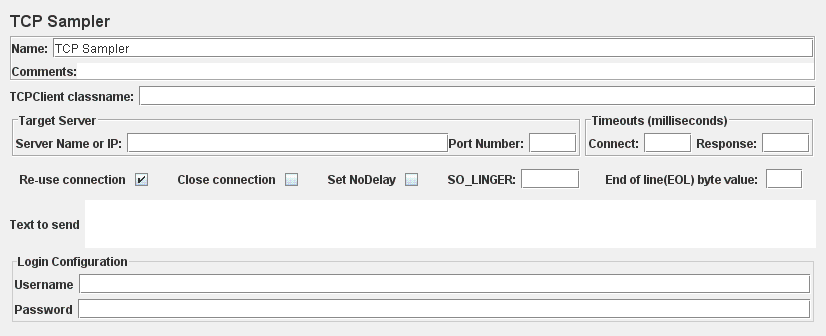 TCP Sampler
Name: TCP Sampler
Comments:
TCPClient classname:
Target Server Timeouts (milliseconds)
Server Name or IP: Port Number: Connect: Response:
Re-use connection Close connection Set NoDelay SO_LINGER: End of line(EOL) byte value:
Text to send
Login Configuration
Username
Password